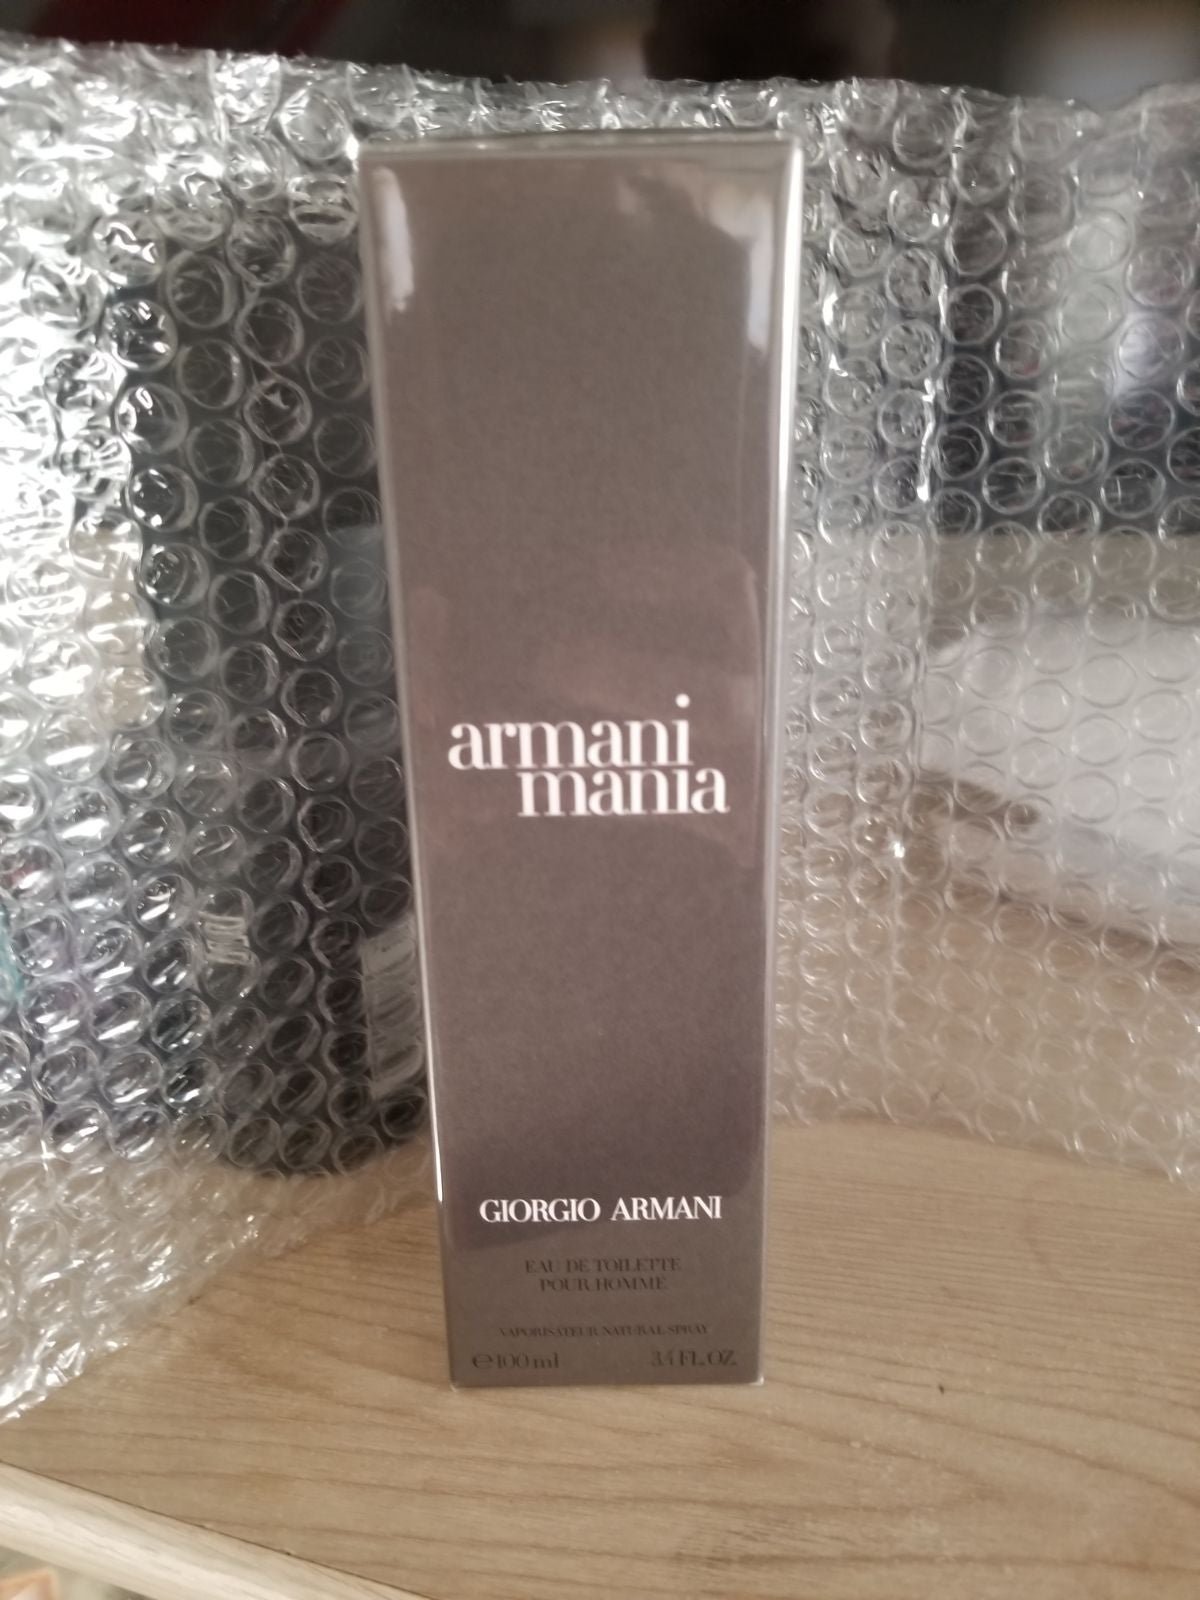 armani
mania
GIORGIO ARMANI
EAU DE TOILETTE
POUR HOMME
VAPORISATEUR NATURAL SPRAY
℮100 ml 3.4 FL. OZ.